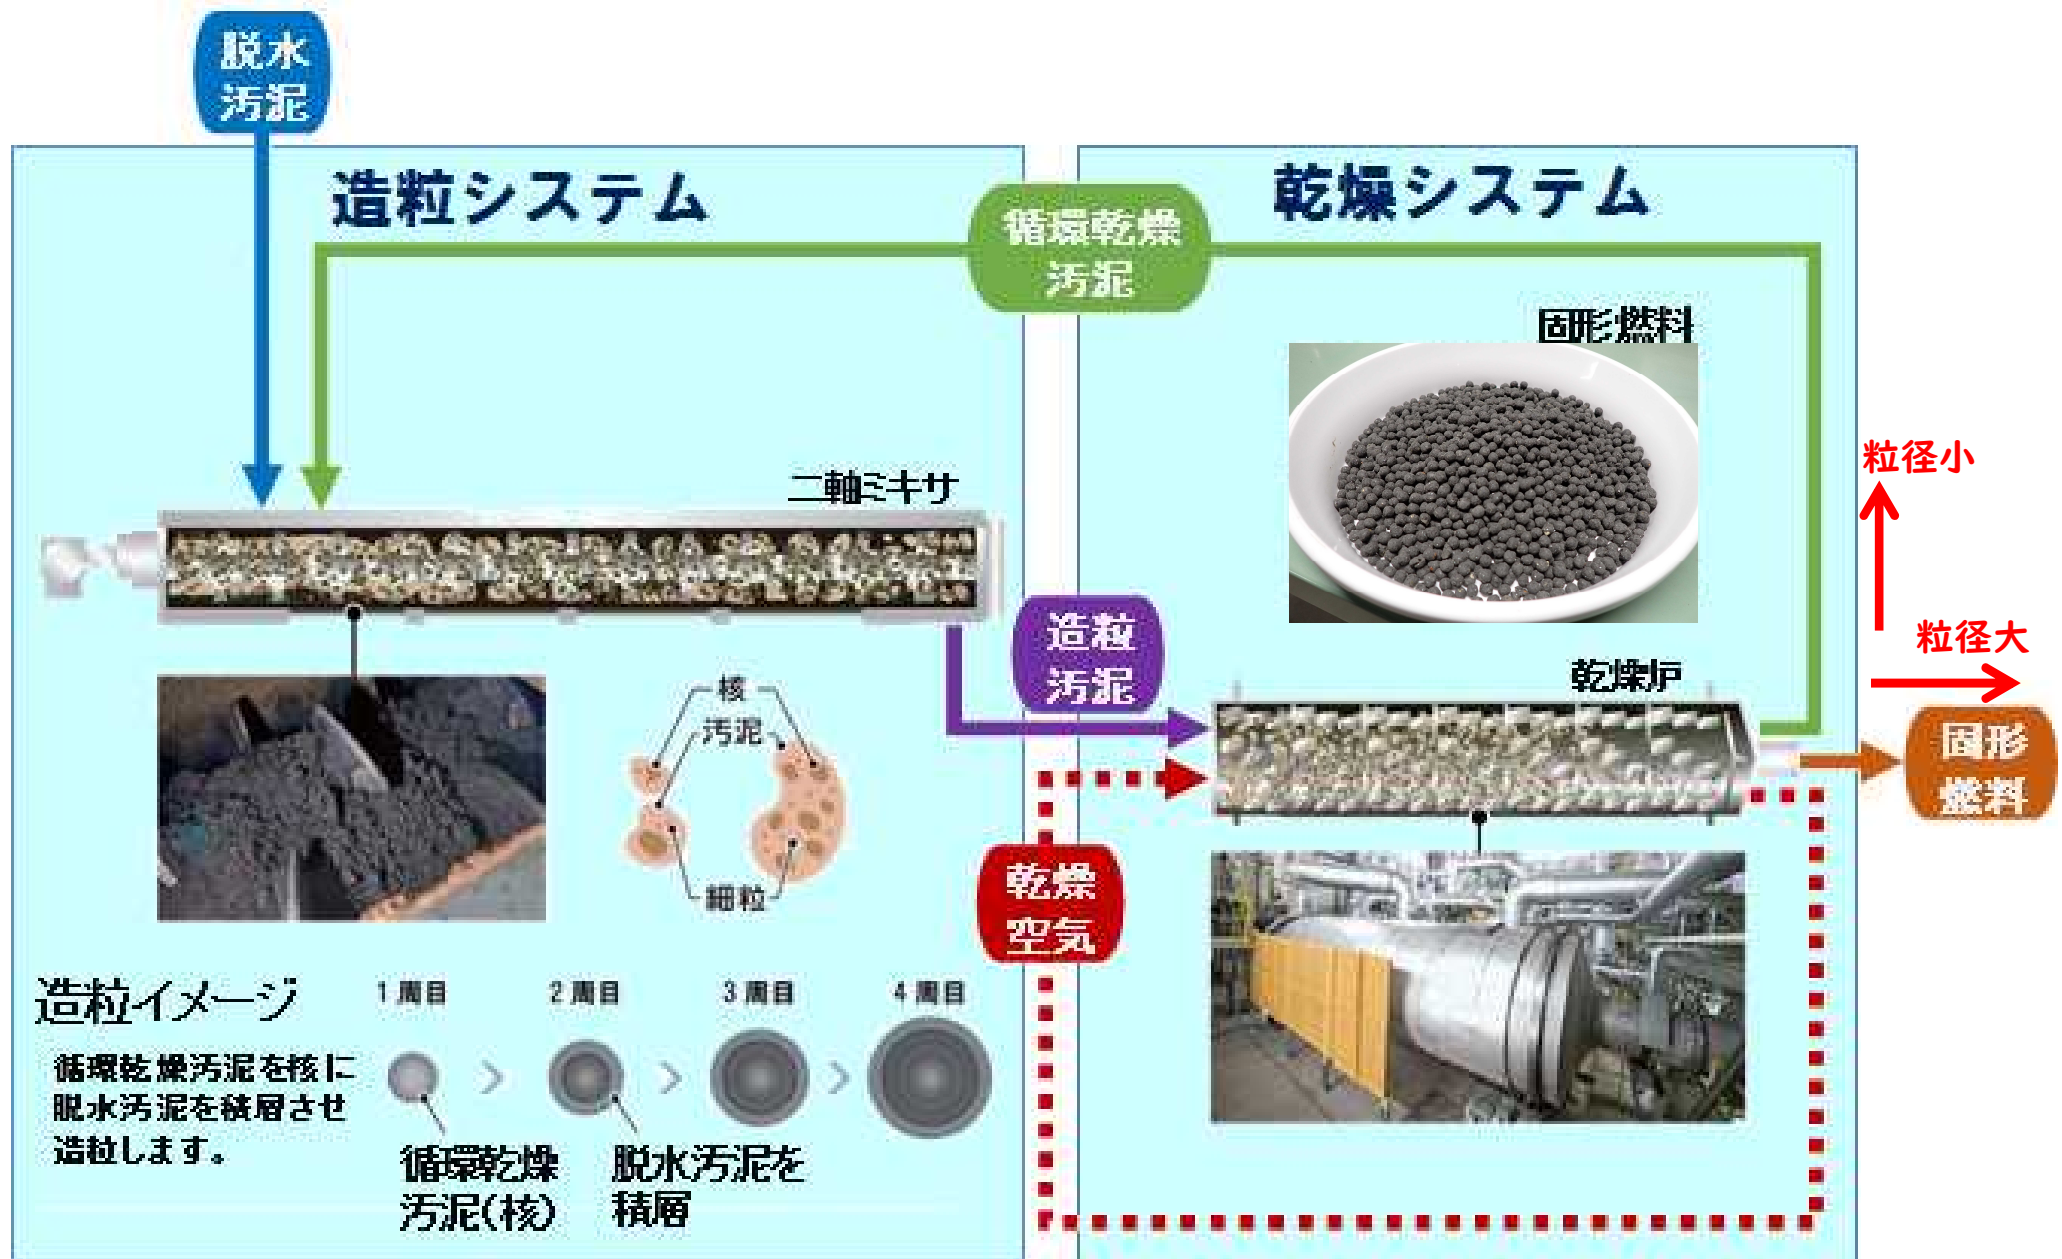 脱水
汚泥
造粒システム
乾燥システム
循環乾燥
汚泥
固形燃料
粒径小
二軸ミキサ
造粒
汚泥
粒径大
乾燥炉
核
汚泥
細粒
固形
燃料
乾燥
空気
造粒イメージ
1周目
2周目
3周目
4周目
循環乾燥汚泥を核に
脱水汚泥を積層させ
造粒します。
循環乾燥
汚泥(核)
脱水汚泥を
積層